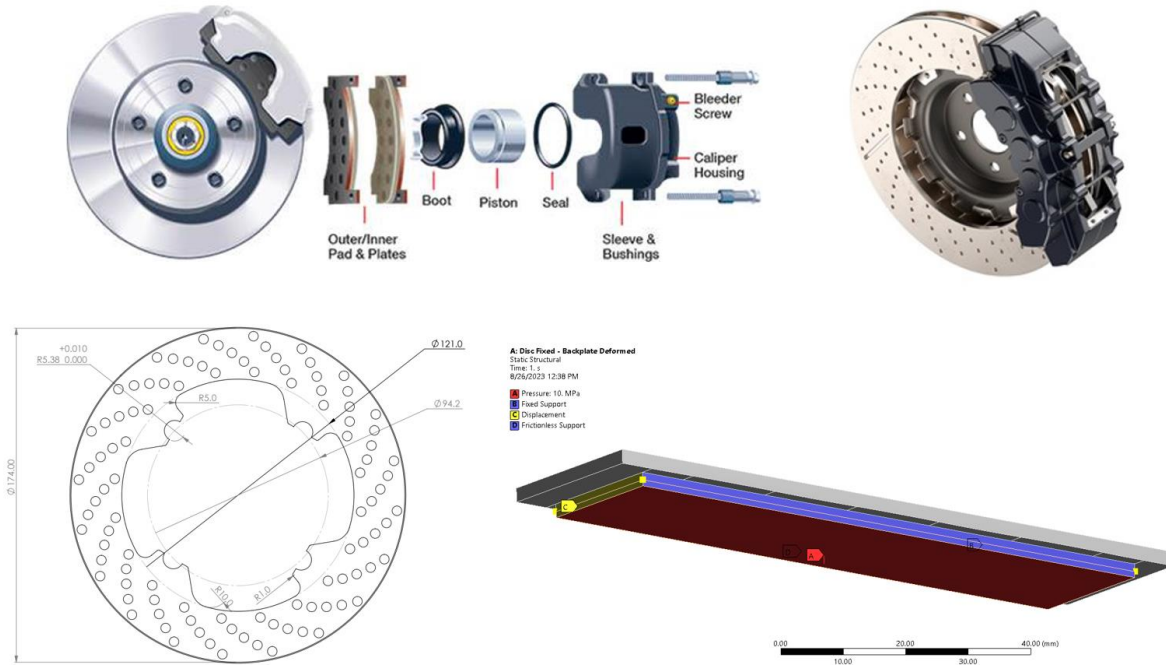 Bleeder
Screw
Caliper
Housing
Boot
Piston
Seal
Outer/Inner
Pad & Plates
Sleeve &
Bushings
+0.010
R5.38 0.000
Ø121.0
R5.0
Ø94.2
Ø174.00
R10.0
R1.0
A: Disc Fixed - Backplate Deformed
Static Structural
Time: 1. s
8/26/2023 12:38 PM
A Pressure: 10. MPa
B Fixed Support
C Displacement
D Frictionless Support
C
D
A
B
0.00 20.00 40.00 (mm)
10.00 30.00